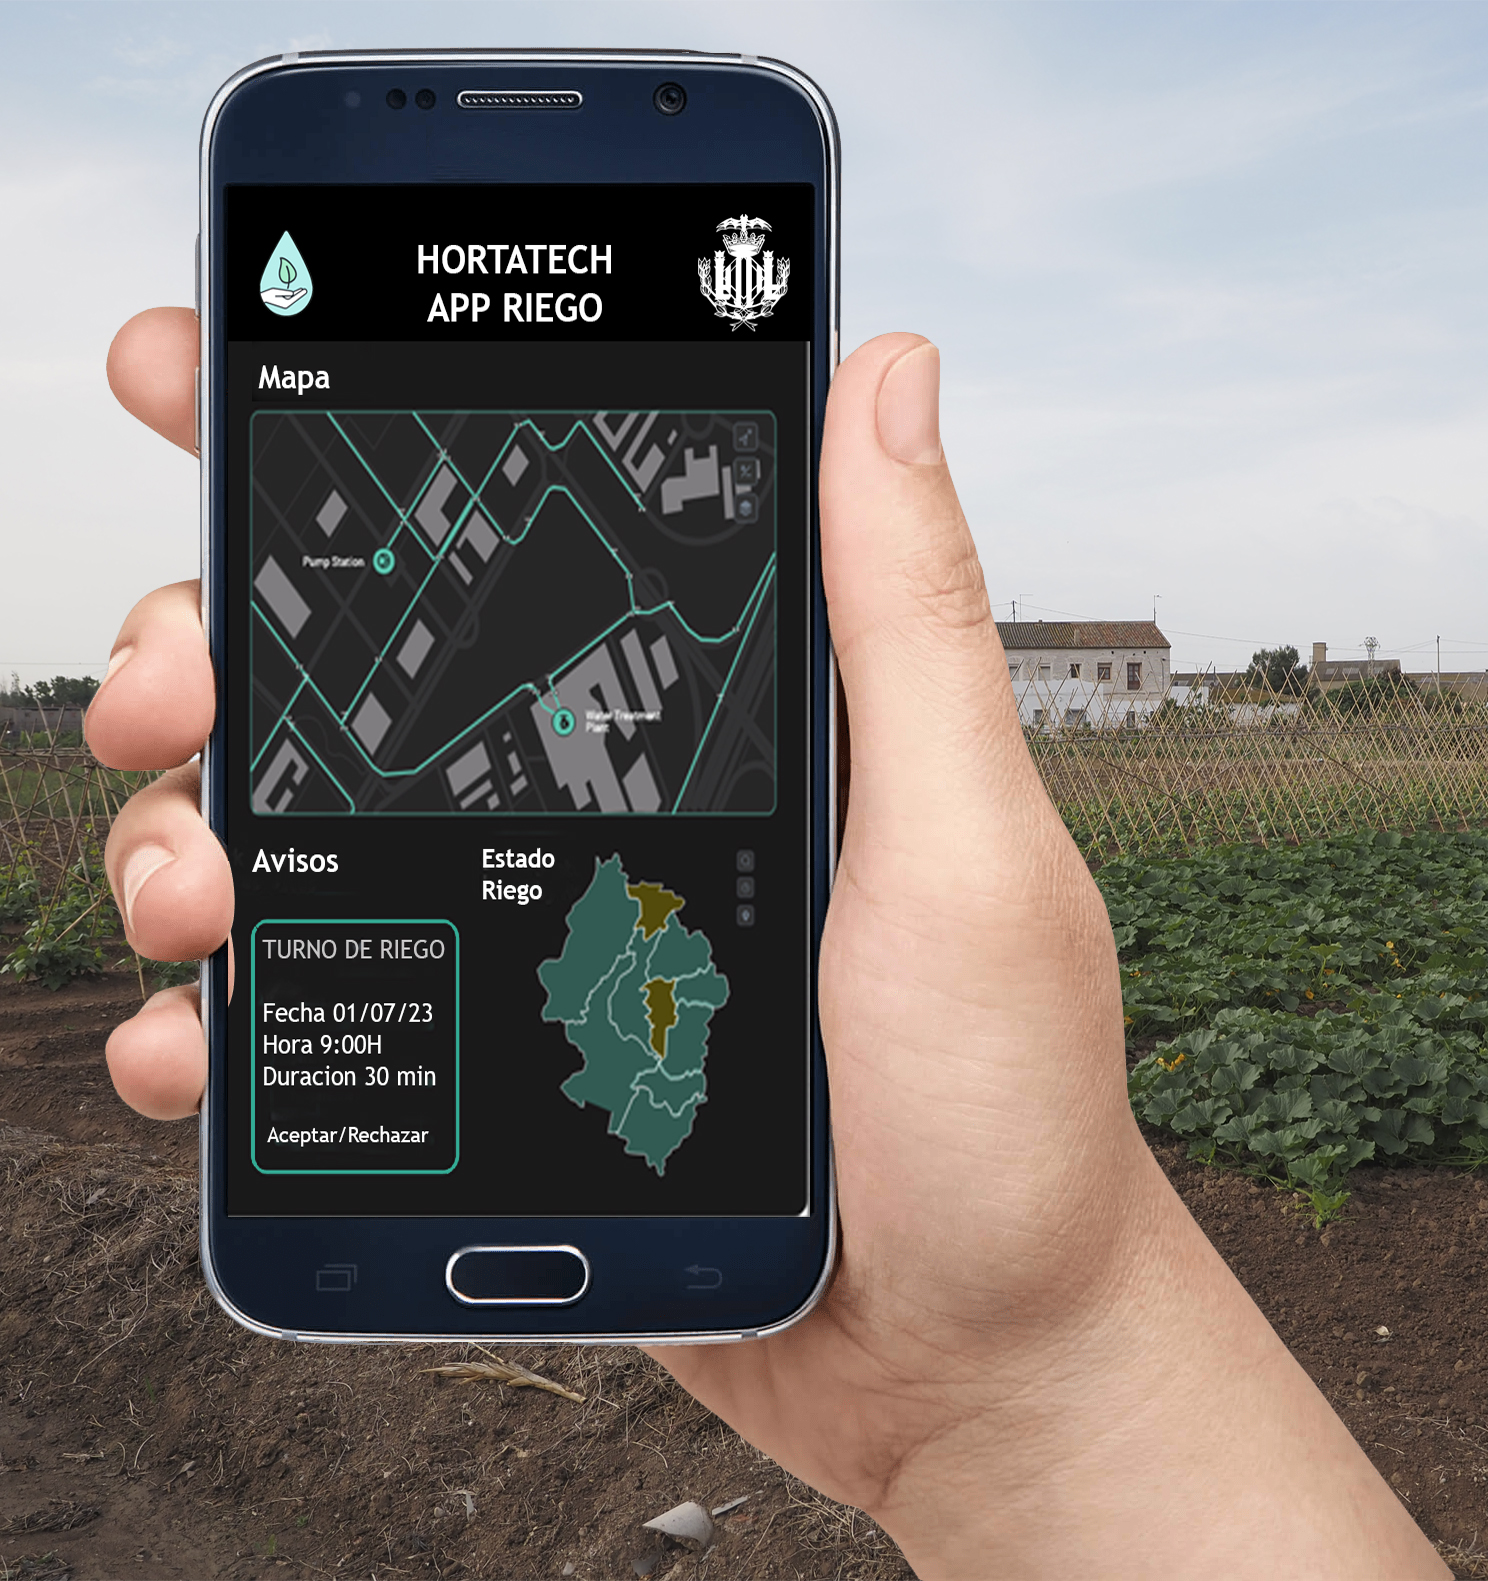 HORTATECH
APP RIEGO
Mapa
Pump Station
Water Treatment
Plant
Avisos
Estado
Riego
TURNO DE RIEGO
Fecha 01/07/23
Hora 9:00H
Duracion 30 min
Aceptar/Rechazar